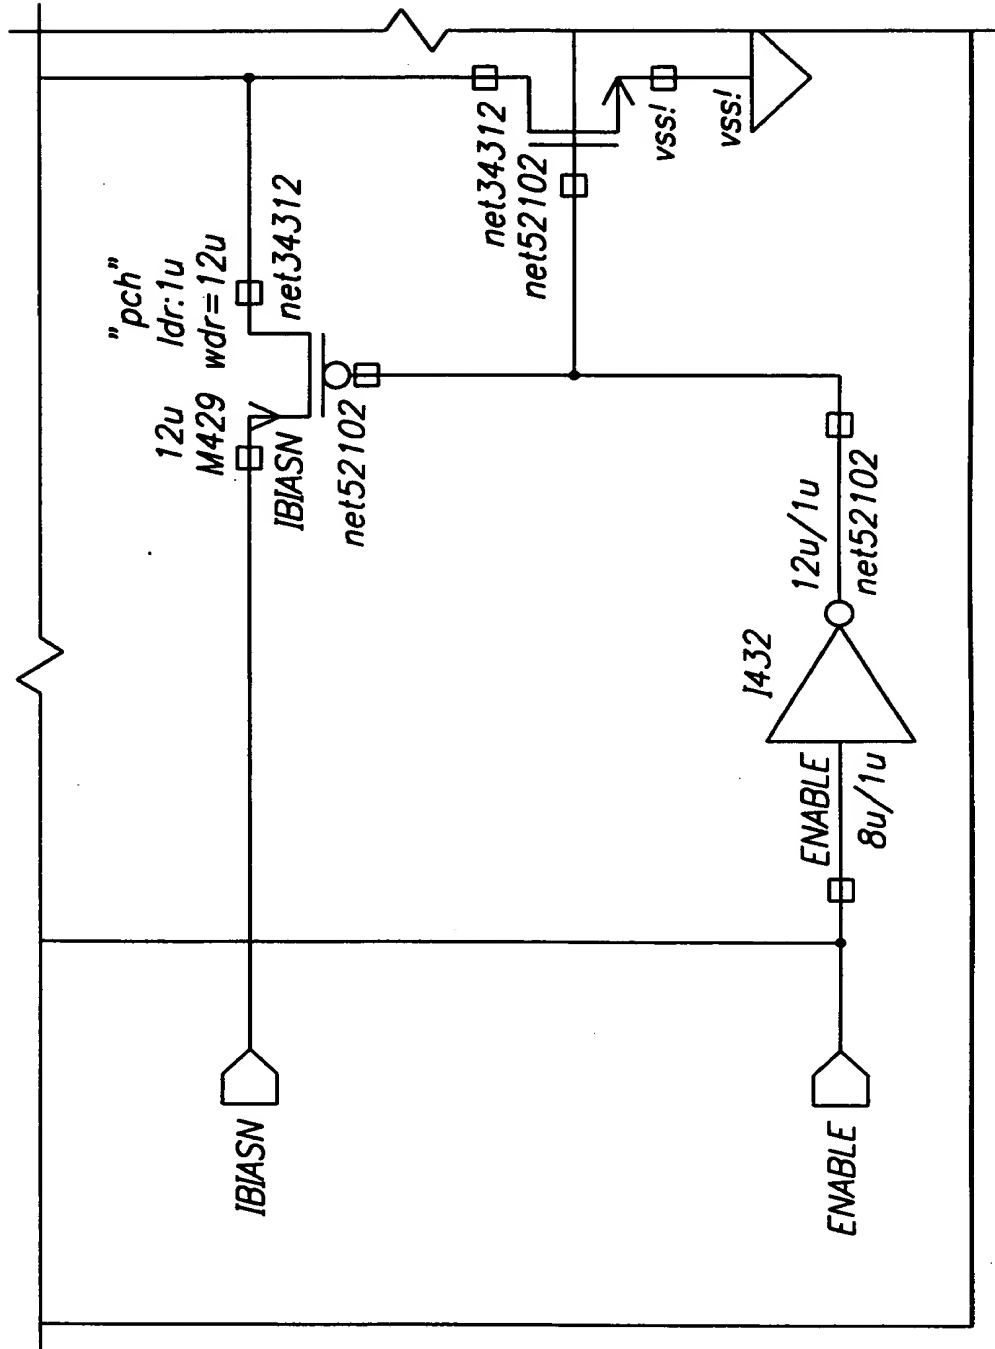 "pch"
ldr:1u
wdr=12u
12u
M429
net34312
IBIASN
net52102
net34312
net52102
vss!
vss!
I432
12u/1u
net52102
ENABLE
8u/1u
IBIASN
ENABLE